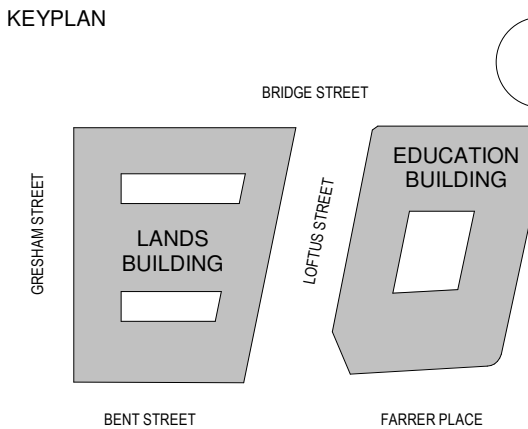 KEYPLAN
BRIDGE STREET
GRESHAM STREET
LANDS
BUILDING
LOFTUS STREET
EDUCATION
BUILDING
BENT STREET
FARRER PLACE